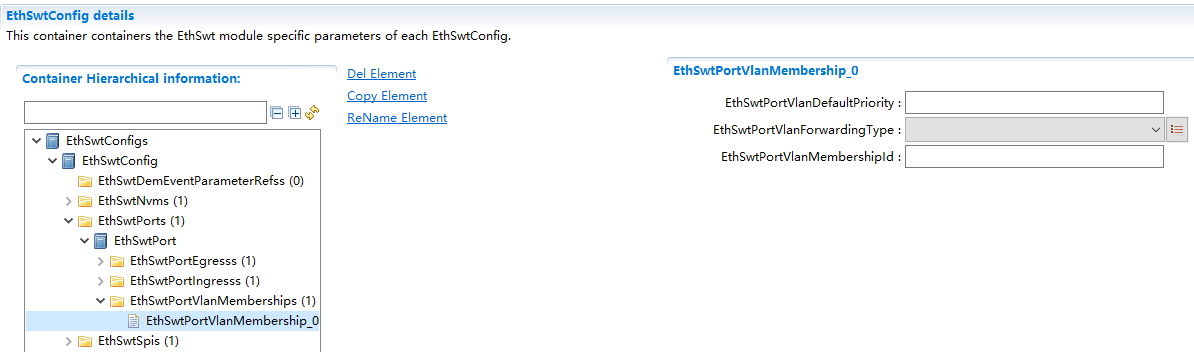 EthSwtConfig details
This container containers the EthSwt module specific parameters of each EthSwtConfig.
Container Hierarchical information:
Del Element
Copy Element
ReName Element
EthSwtConfigs
EthSwtConfig
EthSwtDemEventParameterRefss (0)
EthSwtNvms (1)
EthSwtPorts (1)
EthSwtPort
EthSwtPortEgresss (1)
EthSwtPortIngresss (1)
EthSwtPortVlanMemberships (1)
EthSwtPortVlanMembership_0
EthSwtSpis (1)
EthSwtPortVlanMembership_0
EthSwtPortVlanDefaultPriority :
EthSwtPortVlanForwardingType :
EthSwtPortVlanMembershipId :